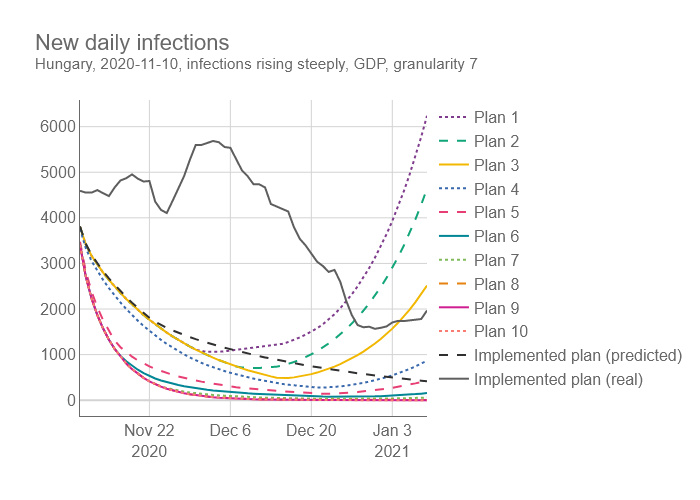 New daily infections
Hungary, 2020-11-10, infections rising steeply, GDP, granularity 7
6000
5000
4000
3000
2000
1000
0
Nov 22
2020
Dec 6
Dec 20
Jan 3
2021
Plan 1
Plan 2
Plan 3
Plan 4
Plan 5
Plan 6
Plan 7
Plan 8
Plan 9
Plan 10
Implemented plan (predicted)
Implemented plan (real)